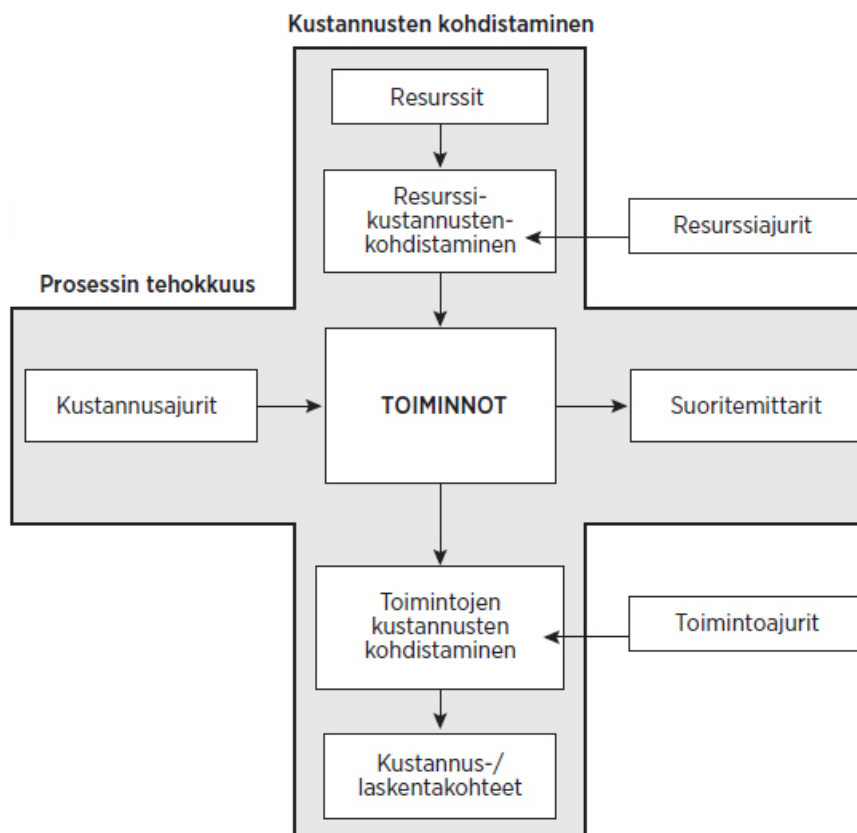 Kustannusten kohdistaminen
Resurssit
Resurssi-
kustannusten-
kohdistaminen
Resurssiajurit
Prosessin tehokkuus
Kustannusajurit
TOIMINNOT
Suoritemittarit
Toimintojen
kustannusten
kohdistaminen
Toimintoajurit
Kustannus-/
laskentakohteet